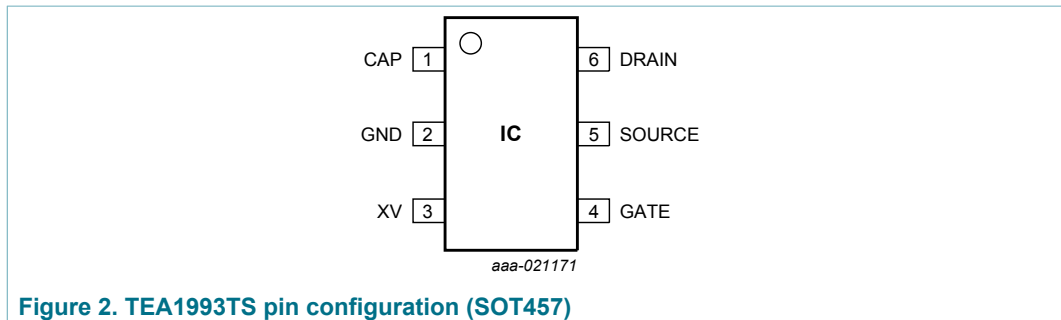 CAP 1 6 DRAIN
GND 2 IC 5 SOURCE
XV 3 4 GATE
aaa-021171
Figure 2. TEA1993TS pin configuration (SOT457)